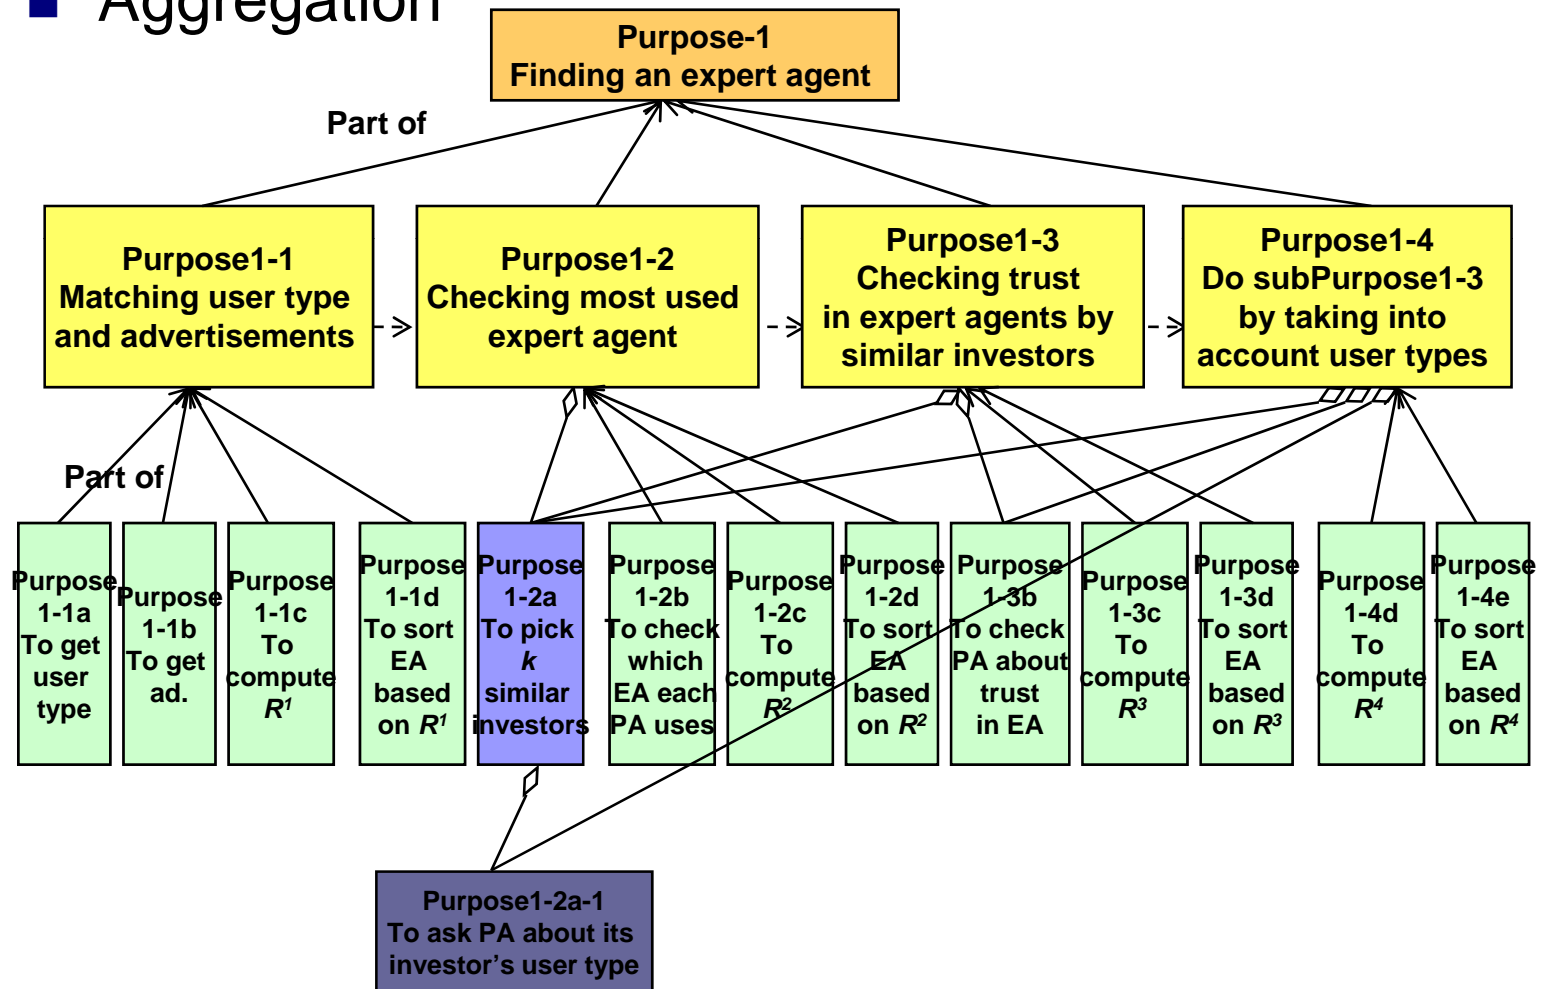 Aggregation
Purpose-1
Finding an expert agent
Part of
Purpose1-1
Matching user type
and advertisements
Purpose1-2
Checking most used
expert agent
Purpose1-3
Checking trust
in expert agents by
similar investors
Purpose1-4
Do subPurpose1-3
by taking into
account user types
Part of
Purpose
1-1a
To get
user
type
Purpose
1-1b
To get
ad.
Purpose
1-1c
To
compute
R¹
Purpose
1-1d
To sort
EA
based
on R¹
Purpose
1-2a
To pick
k
similar
investors
Purpose
1-2b
To check
which
EA each
PA uses
Purpose
1-2c
To
compute
R²
Purpose
1-2d
To sort
EA
based
on R²
Purpose
1-3b
To check
PA about
trust
in EA
Purpose
1-3c
To
compute
R³
Purpose
1-3d
To sort
EA
based
on R³
Purpose
1-4d
To
compute
R⁴
Purpose
1-4e
To sort
EA
based
on R⁴
Purpose1-2a-1
To ask PA about its
investor’s user type